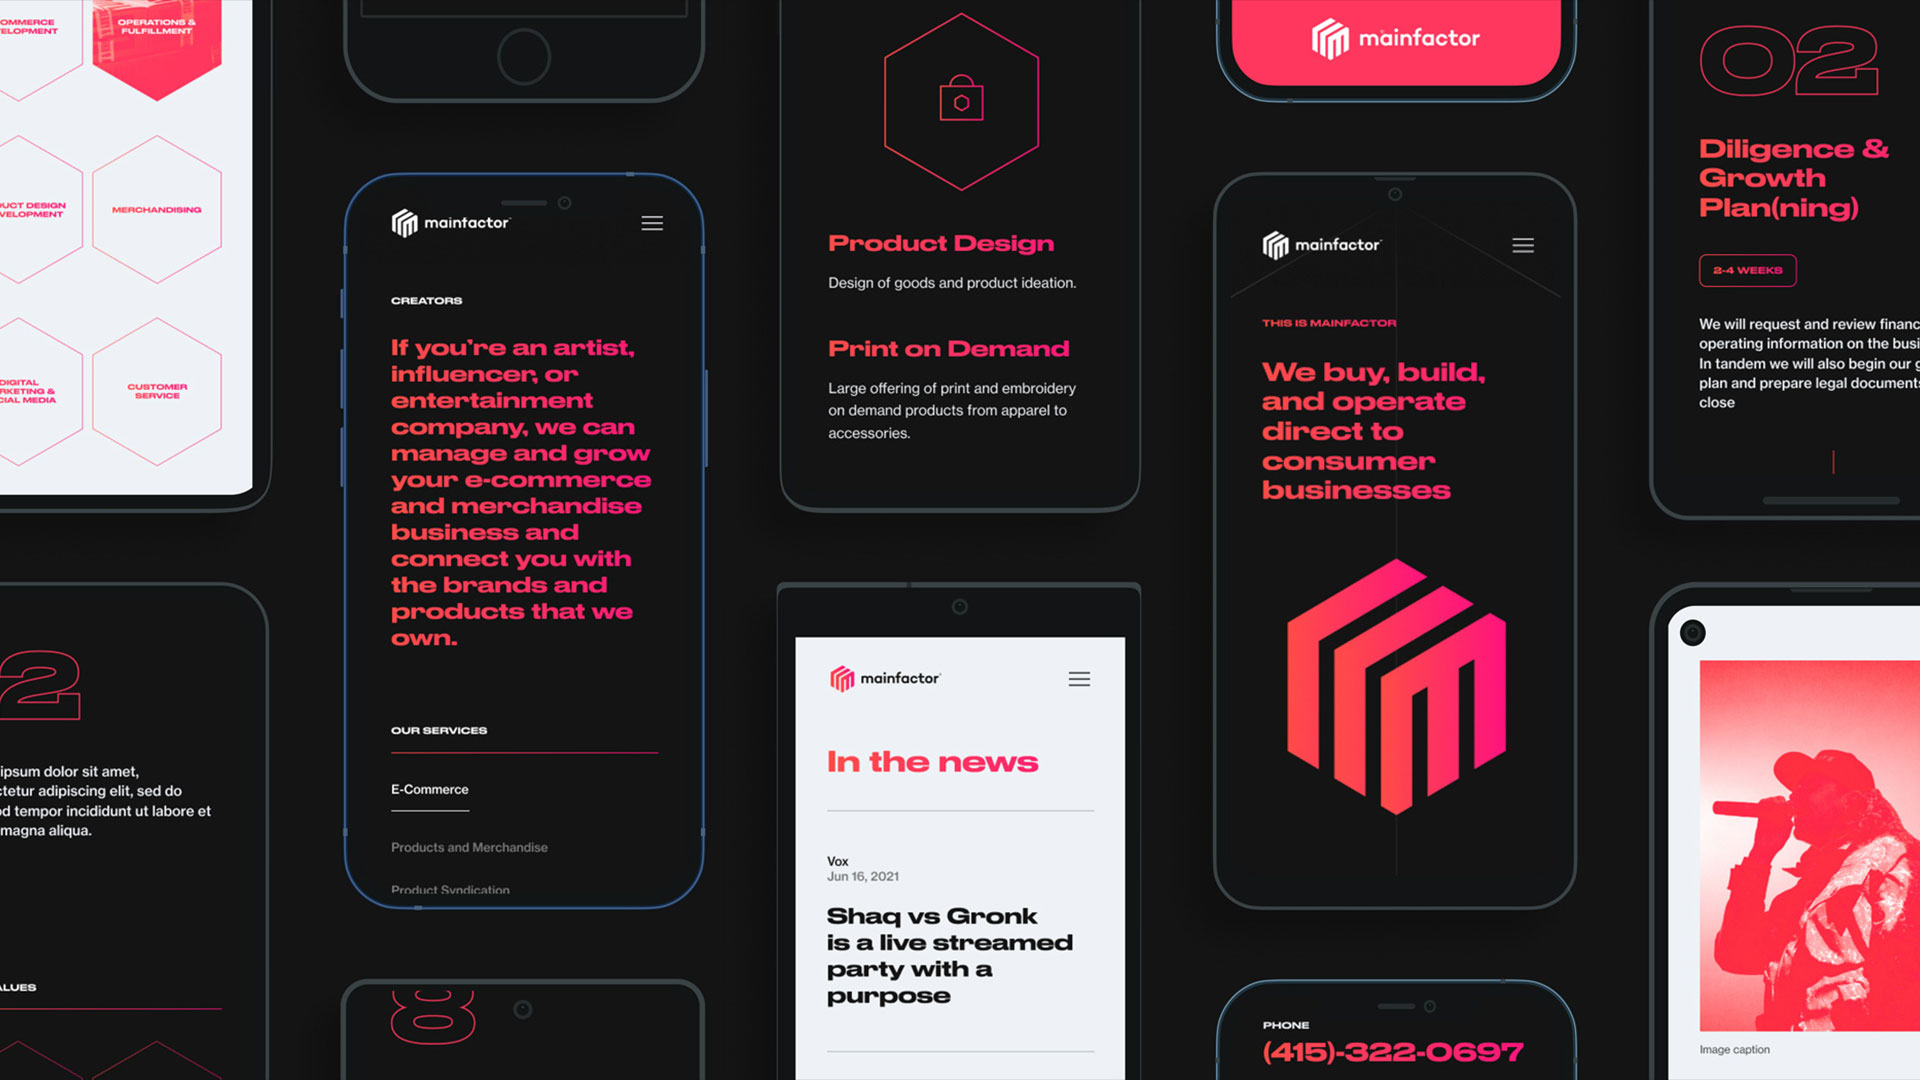 OMMERCE
ELOPMENT
OPERATIONS &
FULFILLMENT
UCT DESIGN
VELOPMENT
MERCHANDISING
DIGITAL
RKETING &
CIAL MEDIA
CUSTOMER
SERVICE
2
ipsum dolor sit amet,
ctetur adipiscing elit, sed do
od tempor incididunt ut labore et
magna aliqua.
ALUES
mainfactor
CREATORS
If you're an artist,
influencer, or
entertainment
company, we can
manage and grow
your e-commerce
and merchandise
business and
connect you with
the brands and
products that we
own.
OUR SERVICES
E-Commerce
Products and Merchandise
Product Syndication
8
Product Design
Design of goods and product ideation.
Print on Demand
Large offering of print and embroidery
on demand products from apparel to
accessories.
mainfactor
In the news
Vox
Jun 16, 2021
Shaq vs Gronk
is a live streamed
party with a
purpose
mainfactor
mainfactor
THIS IS MAINFACTOR
We buy, build,
and operate
direct to
consumer
businesses
PHONE
(415)-322-0697
02
Diligence &
Growth
Plan(ning)
2-4 WEEKS
We will request and review financ
operating information on the busi
In tandem we will also begin our g
plan and prepare legal documents
close
Image caption